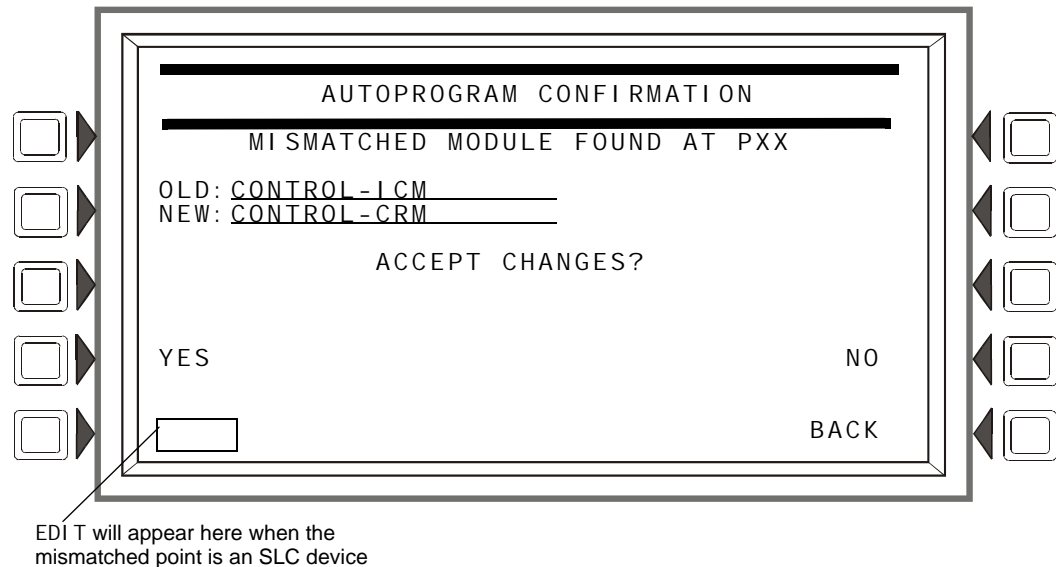 AUTOPROGRAM CONFIRMATION
MISMATCHED MODULE FOUND AT PXX
OLD: CONTROL-ICM
NEW: CONTROL-CRM
ACCEPT CHANGES?
YES NO
BACK
EDIT will appear here when the
mismatched point is an SLC device